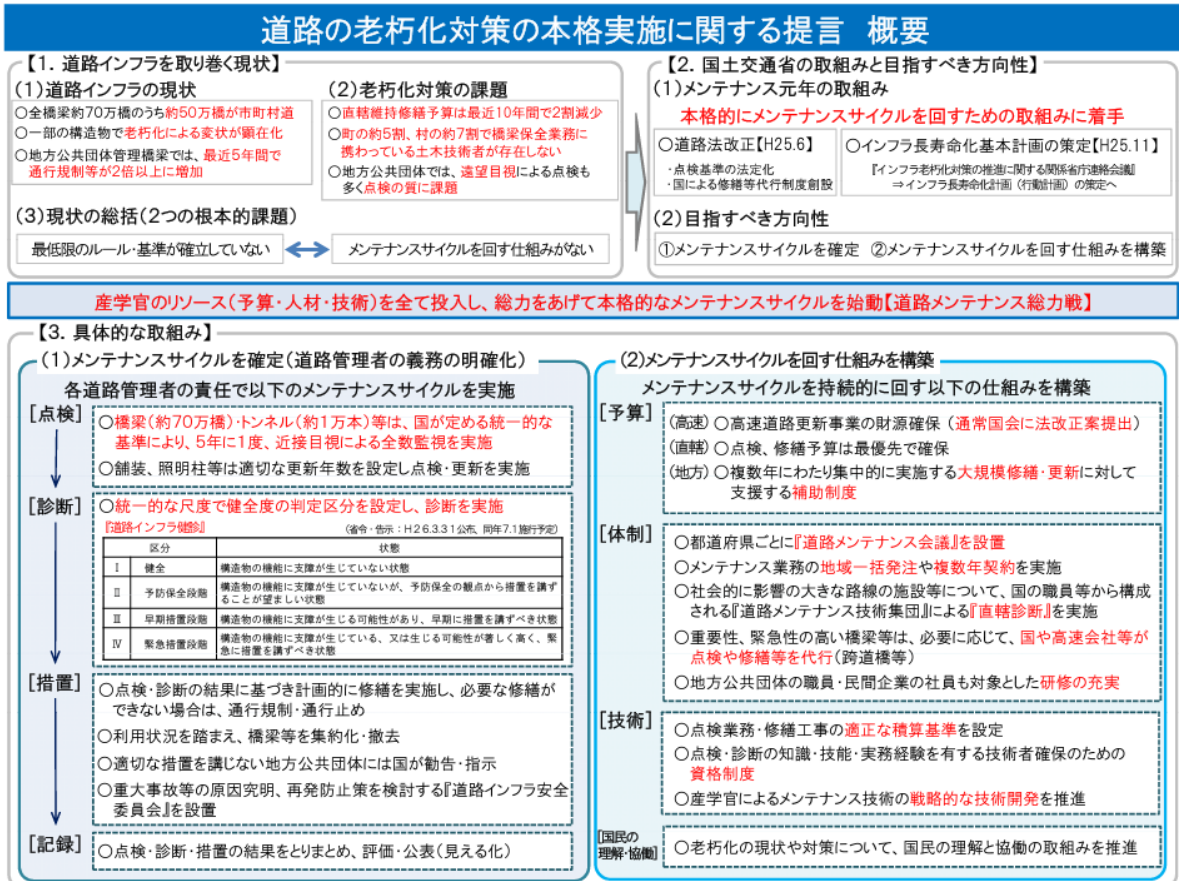 道路の老朽化対策の本格実施に関する提言 概要
【1. 道路インフラを取り巻く現状】
(1)道路インフラの現状
○全橋梁約70万橋のうち約50万橋が市町村道
○一部の構造物で老朽化による変状が顕在化
○地方公共団体管理橋梁では、最近5年間で
通行規制等が2倍以上に増加
(2)老朽化対策の課題
○直轄維持修繕予算は最近10年間で2割減少
○町の約5割、村の約7割で橋梁保全業務に
携わっている土木技術者が存在しない
○地方公共団体では、遠望目視による点検も
多く点検の質に課題
(3)現状の総括(2つの根本的課題)
最低限のルール・基準が確立していない
メンテナンスサイクルを回す仕組みがない
【2. 国土交通省の取組みと目指すべき方向性】
(1)メンテナンス元年の取組み
本格的にメンテナンスサイクルを回すための取組みに着手
○道路法改正【H25.6】
・点検基準の法定化
・国による修繕等代行制度創設
○インフラ長寿命化基本計画の策定【H25.11】
『インフラ老朽化対策の推進に関する関係省庁連絡会議』
⇒インフラ長寿命化計画(行動計画)の策定へ
(2)目指すべき方向性
①メンテナンスサイクルを確定 ②メンテナンスサイクルを回す仕組みを構築
産学官のリソース(予算・人材・技術)を全て投入し、総力をあげて本格的なメンテナンスサイクルを始動【道路メンテナンス総力戦】
【3. 具体的な取組み】
(1)メンテナンスサイクルを確定(道路管理者の義務の明確化)
各道路管理者の責任で以下のメンテナンスサイクルを実施
[点検]
○橋梁(約70万橋)・トンネル(約1万本)等は、国が定める統一的な
基準により、5年に1度、近接目視による全数監視を実施
○舗装、照明柱等は適切な更新年数を設定し点検・更新を実施
[診断]
○統一的な尺度で健全度の判定区分を設定し、診断を実施
『道路インフラ健診』
(省令・告示：H26.3.31公布、同年7.1施行予定)
区分 状態
Ⅰ 健全 構造物の機能に支障が生じていない状態
Ⅱ 予防保全段階 構造物の機能に支障が生じていないが、予防保全の観点から措置を講ず
ることが望ましい状態
Ⅲ 早期措置段階 構造物の機能に支障が生じる可能性があり、早期に措置を講ずべき状態
Ⅳ 緊急措置段階 構造物の機能に支障が生じている、又は生じる可能性が著しく高く、緊
急に措置を講ずべき状態
[措置]
○点検・診断の結果に基づき計画的に修繕を実施し、必要な修繕が
できない場合は、通行規制・通行止め
○利用状況を踏まえ、橋梁等を集約化・撤去
○適切な措置を講じない地方公共団体には国が勧告・指示
○重大事故等の原因究明、再発防止策を検討する『道路インフラ安全
委員会』を設置
[記録]
○点検・診断・措置の結果をとりまとめ、評価・公表(見える化)
(2)メンテナンスサイクルを回す仕組みを構築
メンテナンスサイクルを持続的に回す以下の仕組みを構築
[予算]
(高速) ○高速道路更新事業の財源確保 (通常国会に法改正案提出)
(直轄) ○点検、修繕予算は最優先で確保
(地方) ○複数年にわたり集中的に実施する大規模修繕・更新に対して
支援する補助制度
[体制]
○都道府県ごとに『道路メンテナンス会議』を設置
○メンテナンス業務の地域一括発注や複数年契約を実施
○社会的に影響の大きな路線の施設等について、国の職員等から構成
される『道路メンテナンス技術集団』による『直轄診断』を実施
○重要性、緊急性の高い橋梁等は、必要に応じて、国や高速会社等が
点検や修繕等を代行(跨道橋等)
○地方公共団体の職員・民間企業の社員も対象とした研修の充実
[技術]
○点検業務・修繕工事の適正な積算基準を設定
○点検・診断の知識・技能・実務経験を有する技術者確保のための
資格制度
○産学官によるメンテナンス技術の戦略的な技術開発を推進
[国民の
理解・協働]
○老朽化の現状や対策について、国民の理解と協働の取組みを推進